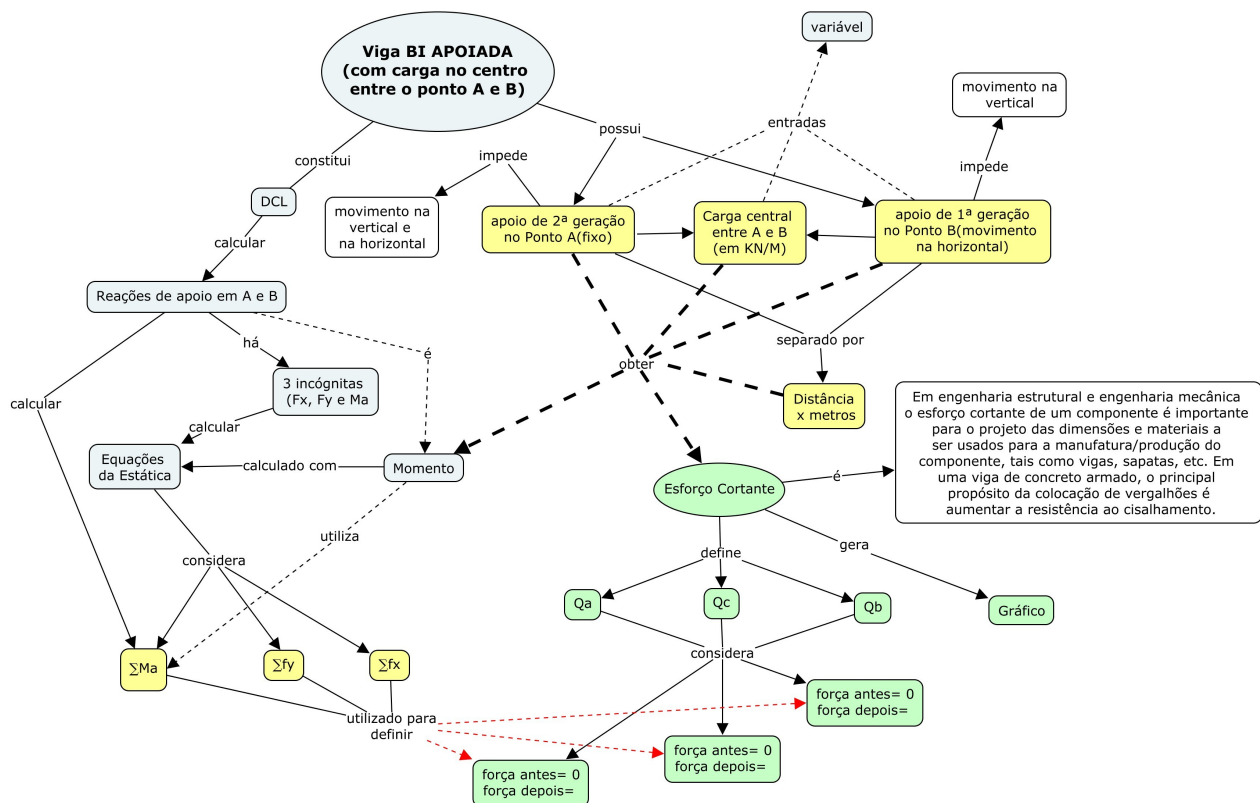 variável
Viga BI APOIADA
(com carga no centro
entre o ponto A e B)
movimento na
vertical
entradas
possui
impede
constitui
impede
DCL
movimento na
vertical e
na horizontal
apoio de 2ª geração
no Ponto A(fixo)
Carga central
entre A e B
(em KN/M)
apoio de 1ª geração
no Ponto B(movimento
na horizontal)
calcular
Reações de apoio em A e B
há
é
separado por
obter
3 incógnitas
(Fx, Fy e Ma
calcular
Distância
x metros
calcular
Em engenharia estrutural e engenharia mecânica
o esforço cortante de um componente é importante
para o projeto das dimensões e materiais a
ser usados para a manufatura/produção do
componente, tais como vigas, sapatas, etc. Em
uma viga de concreto armado, o principal
propósito da colocação de vergalhões é
aumentar a resistência ao cisalhamento.
Equações
da Estática
calculado com
Momento
Esforço Cortante
é
utiliza
considera
define
gera
Qa
Qc
Qb
Gráfico
∑Ma
∑fy
∑fx
considera
utilizado para
definir
força antes= 0
força depois=
força antes= 0
força depois=
força antes= 0
força depois=